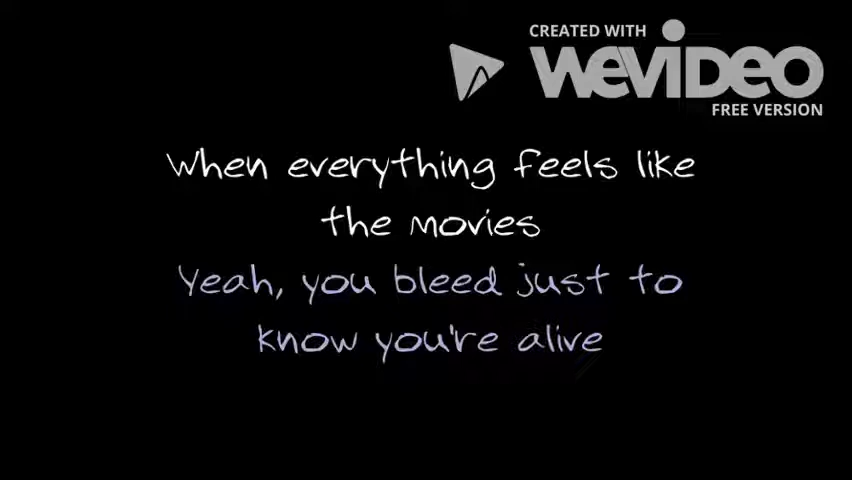 CREATED WITH
WEVIDEO
FREE VERSION
When everything feels like
the movies
Yeah, you bleed just to
know you're alive